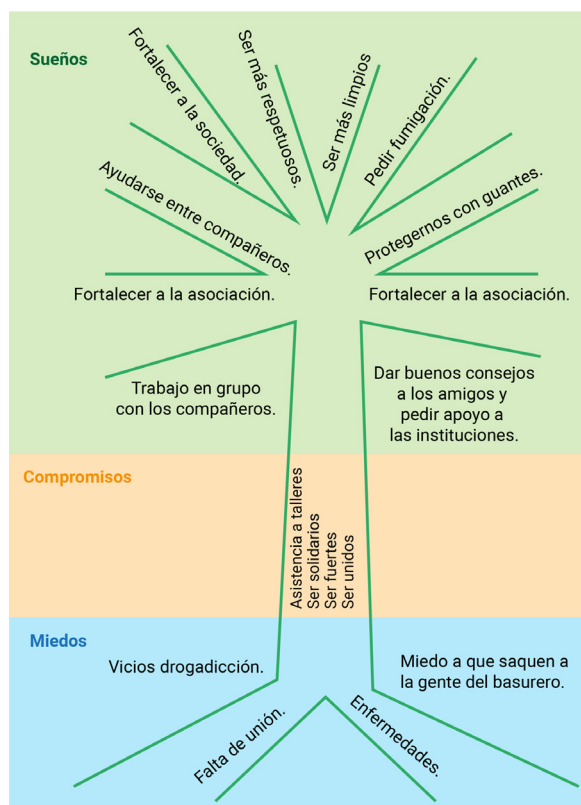 Sueños
Fortalecer a la
sociedad.
Ser más
respetuosos.
Ser más limpios
Pedir fumigación.
Ayudarse entre
compañeros.
Protegernos con guantes.
Fortalecer a la asociación.
Fortalecer a la asociación.
Trabajo en grupo
con los compañeros.
Dar buenos consejos
a los amigos y
pedir apoyo a
las instituciones.
Compromisos
Asistencia a talleres
Ser solidarios
Ser fuertes
Ser unidos
Miedos
Vicios drogadicción.
Miedo a que saquen a
la gente del basurero.
Falta de unión.
Enfermedades.